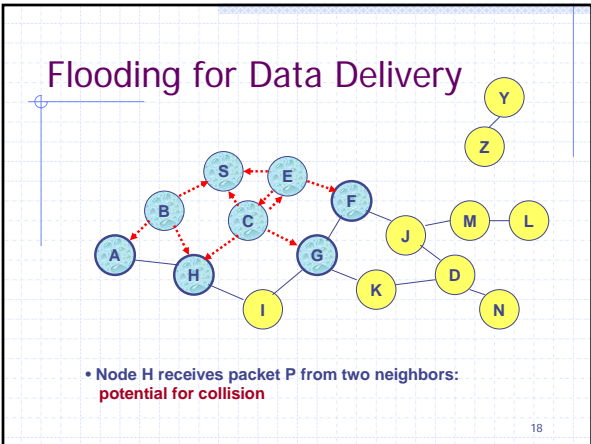 Flooding for Data Delivery
Y
Z
S
E
B
C
F
A
H
G
J
M
L
I
K
D
N
• Node H receives packet P from two neighbors:
potential for collision
18